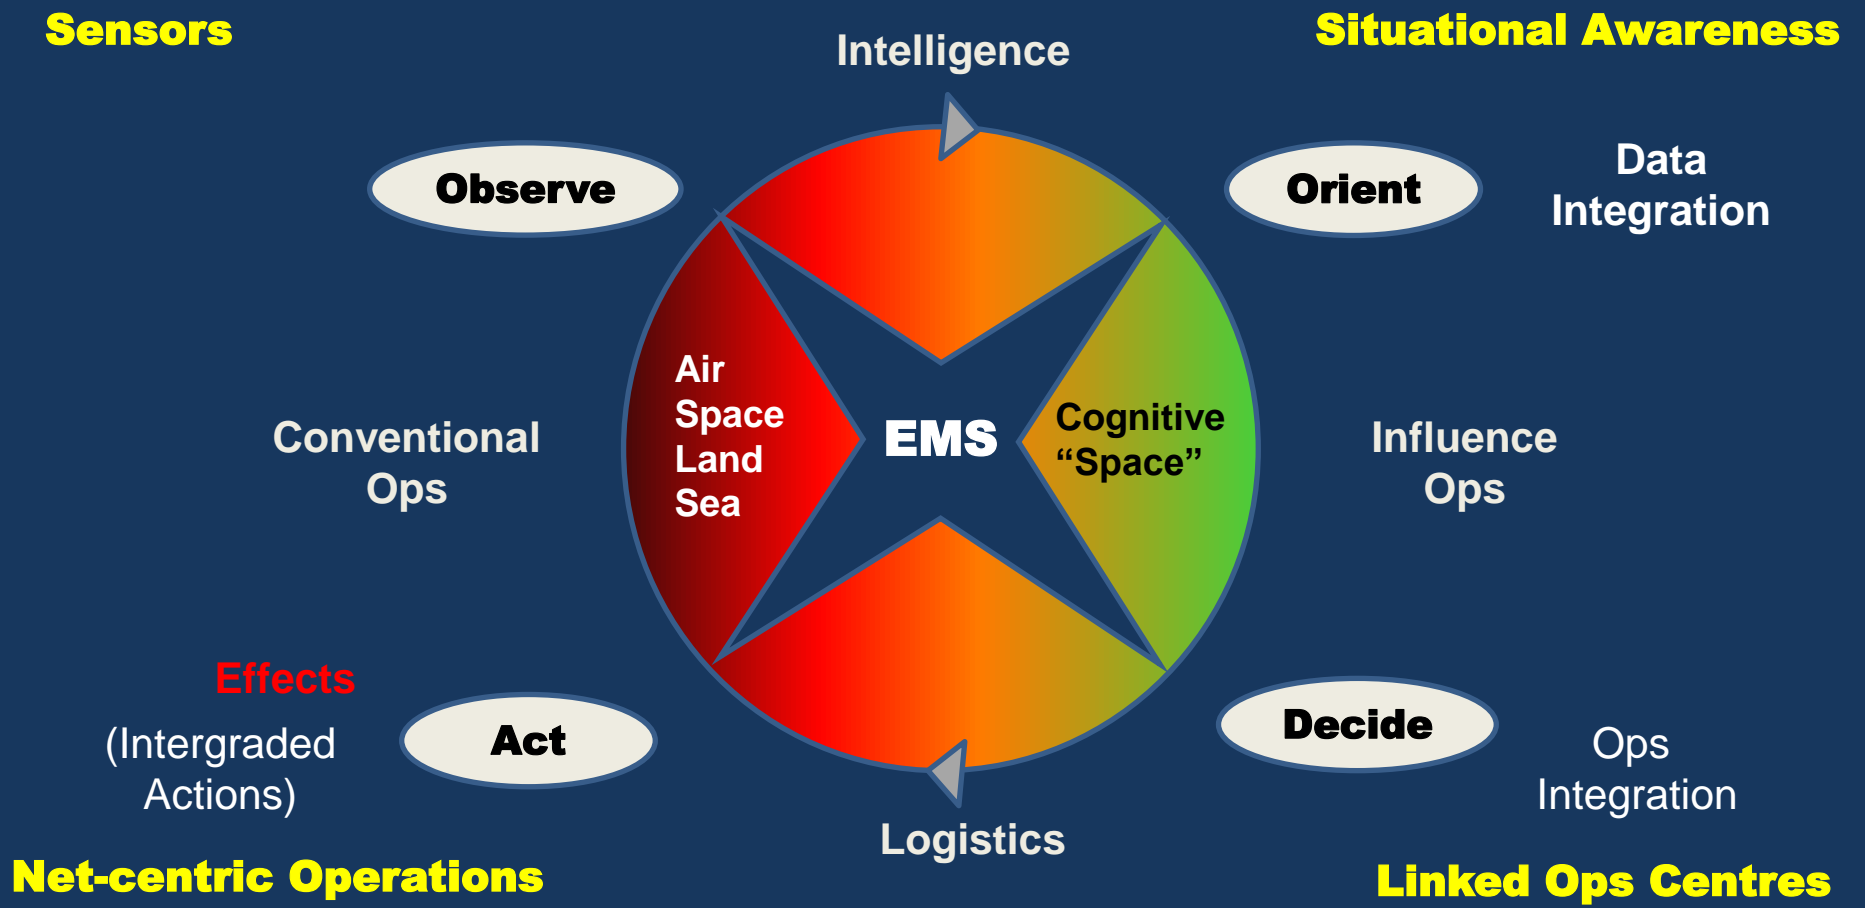 Sensors
Situational Awareness
Intelligence
Observe
Orient
Data
Integration
Air
Space
Land
Sea
EMS
Cognitive
“Space”
Conventional
Ops
Influence
Ops
Effects
(Intergraded
Actions)
Act
Decide
Ops
Integration
Logistics
Net-centric Operations
Linked Ops Centres